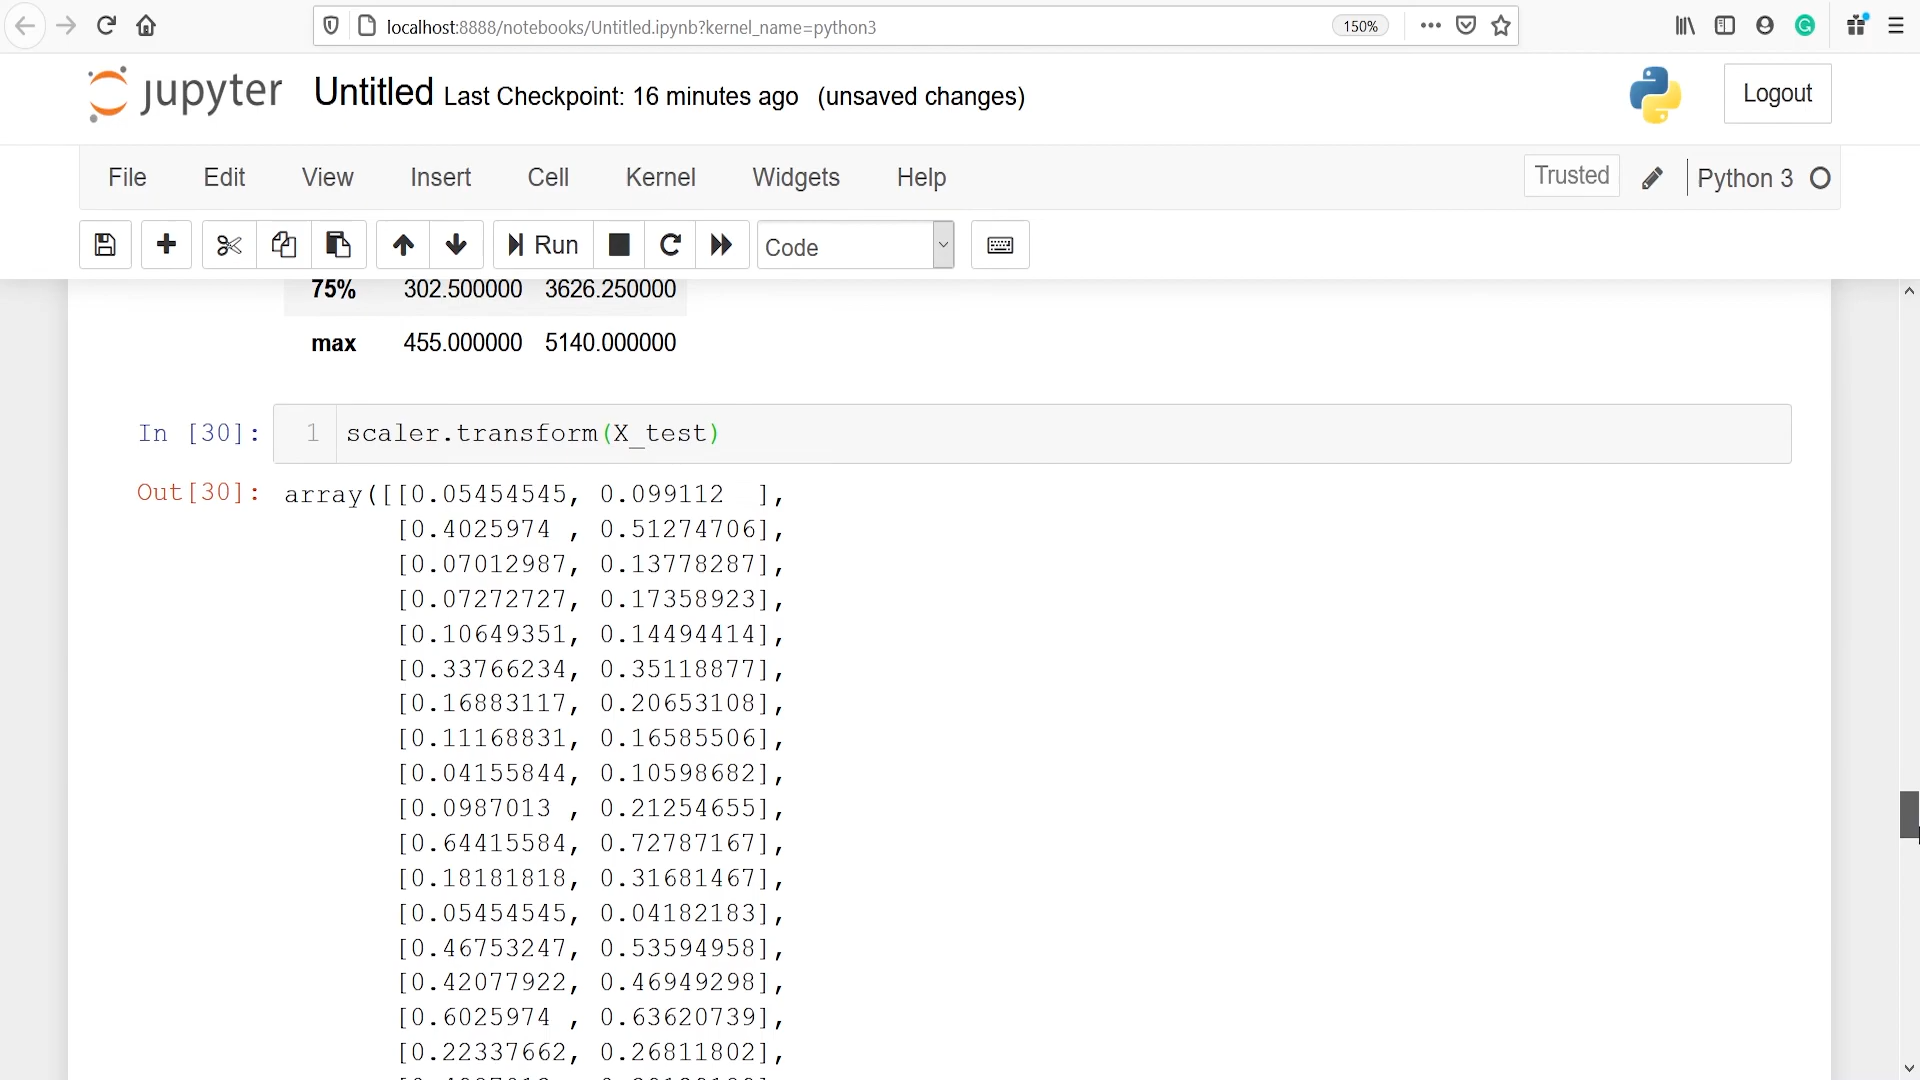 localhost:8888/notebooks/Untitled.ipynb?kernel_name=python3 150%
jupyter Untitled Last Checkpoint: 16 minutes ago (unsaved changes) Logout
File Edit View Insert Cell Kernel Widgets Help Trusted Python 3
Run Code
75% 302.500000 3626.250000
max 455.000000 5140.000000
In [30]: 1 scaler.transform(X_test)
Out[30]: array([[0.05454545, 0.099112  ],
[0.4025974 , 0.51274706],
[0.07012987, 0.13778287],
[0.07272727, 0.17358923],
[0.10649351, 0.14494414],
[0.33766234, 0.35118877],
[0.16883117, 0.20653108],
[0.11168831, 0.16585506],
[0.04155844, 0.10598682],
[0.0987013 , 0.21254655],
[0.64415584, 0.72787167],
[0.18181818, 0.31681467],
[0.05454545, 0.04182183],
[0.46753247, 0.53594958],
[0.42077922, 0.46949298],
[0.6025974 , 0.63620739],
[0.22337662, 0.26811802],